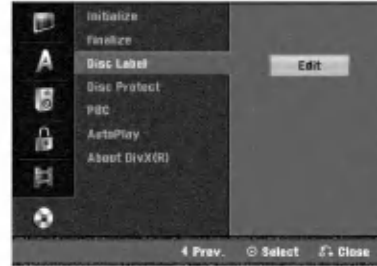 Initialize
Finalize
Disc Label
Edit
Disc Protect
PBC
AutoPlay
About DivX(R)
Prev. Select Close